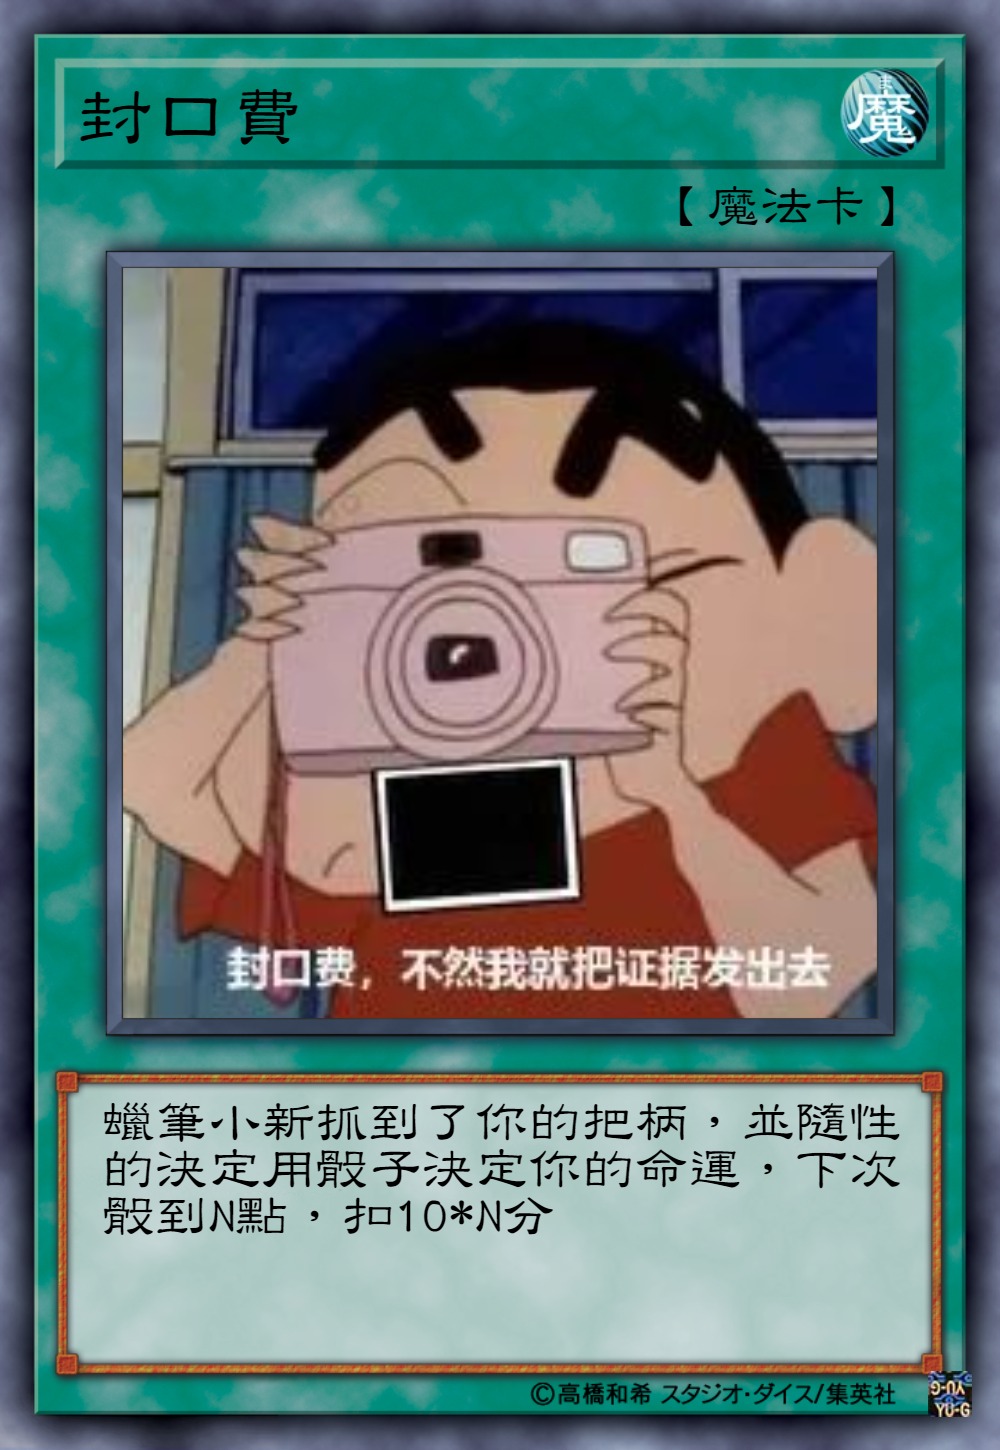 封口費
ま
魔
【魔法卡】
封口费，不然我就把证据发出去
蠟筆小新抓到了你的把柄，並隨性
的決定用骰子決定你的命運，下次
骰到N點，扣10*N分
©高橋和希 スタジオ·ダイス/集英社
YU-G
YU-G